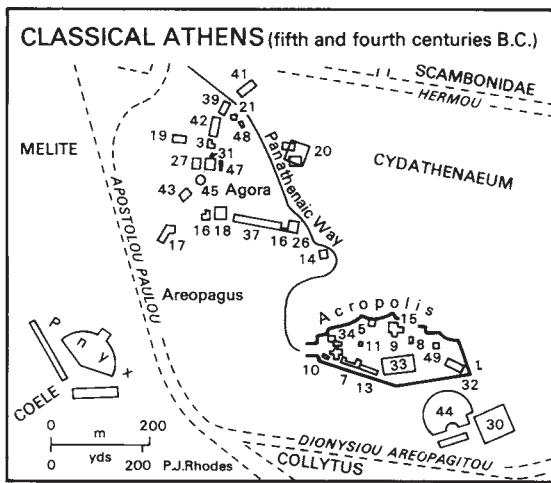 CLASSICAL ATHENS (fifth and fourth centuries B.C.)
41
SCAMBONIDAE
HERMOU
39
21
42
48
MELITE
19
3
31
20
27
47
CYDATHENAEUM
Panathenaic Way
45
Agora
43
APOSTOLOU PAULOU
16
18
37
16
26
17
14
Areopagus
Acropolis
15
34
5
11
9
8
49
10
33
1
7
13
32
Pnyx
COELE
44
30
0
200
m
yds
0
200
P.J.Rhodes
DIONYSIOU AREOPAGITOU
COLLYTUS